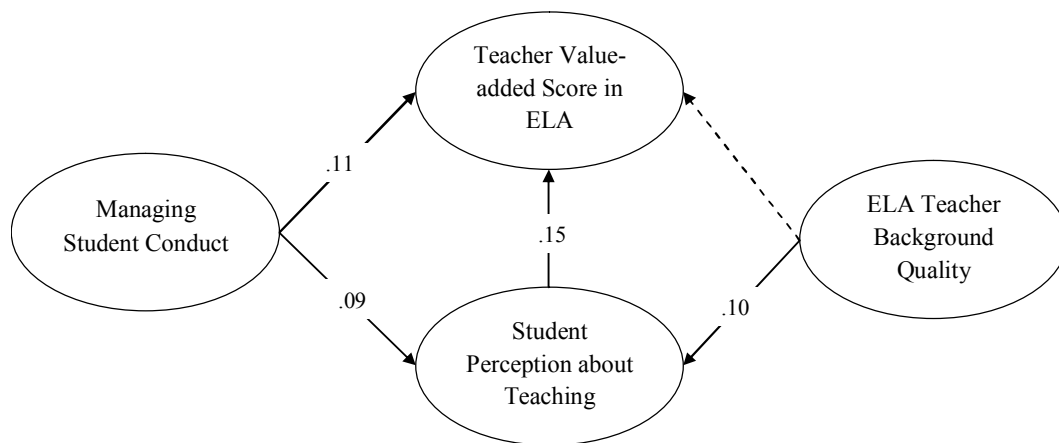 Teacher Value-
added Score in
ELA
.11
Managing
Student Conduct
ELA Teacher
Background
Quality
.15
.09
.10
Student
Perception about
Teaching